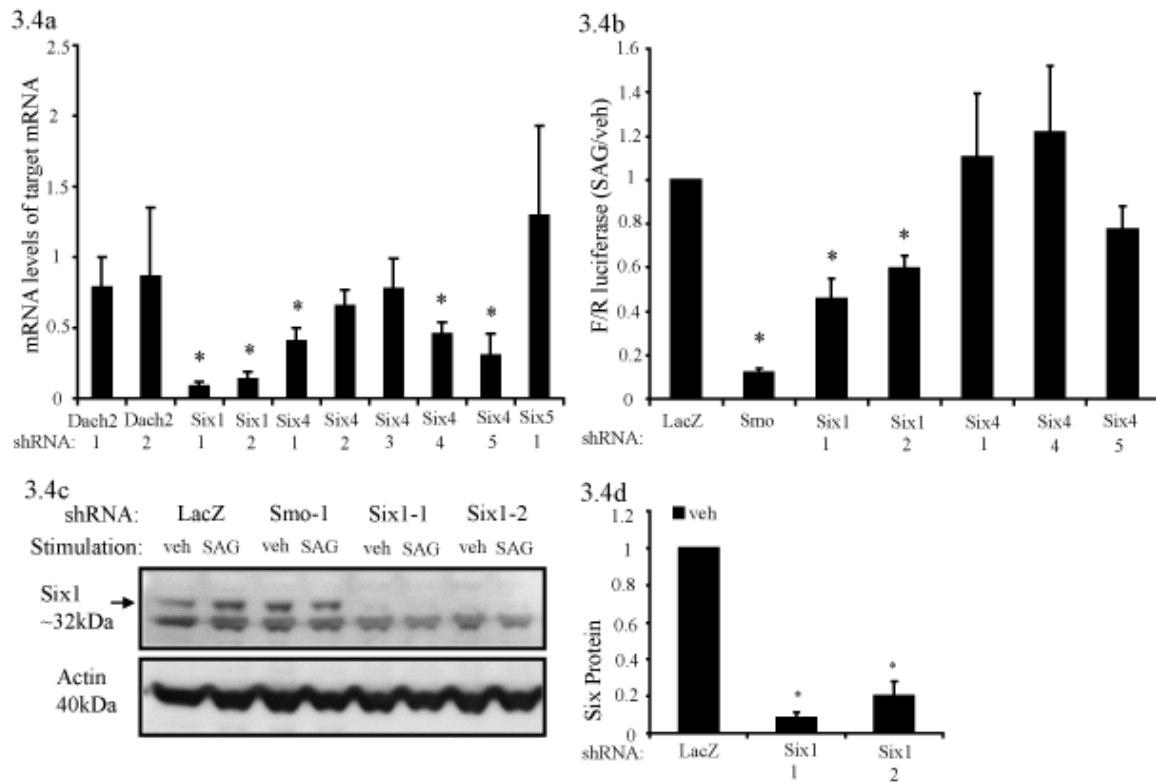 3.4a
mRNA levels of target mRNA
2.5
2
1.5
1
0.5
0
* * * * *
Dach2 Dach2 Six1 Six1 Six4 Six4 Six4 Six4 Six4 Six5
shRNA: 1 2 1 2 1 2 3 4 5 1
3.4b
F/R luciferase (SAG/veh)
1.6
1.4
1.2
1
0.8
0.6
0.4
0.2
0
* * *
LacZ Smo Six1 Six1 Six4 Six4 Six4
shRNA: 1 2 1 4 5
3.4c
shRNA: LacZ Smo-1 Six1-1 Six1-2
Stimulation: veh SAG veh SAG veh SAG veh SAG
Six1
~32kDa
Actin
40kDa
3.4d
veh
Six Protein
1.2
1
0.8
0.6
0.4
0.2
0
* *
LacZ Six1 Six1
shRNA: 1 2